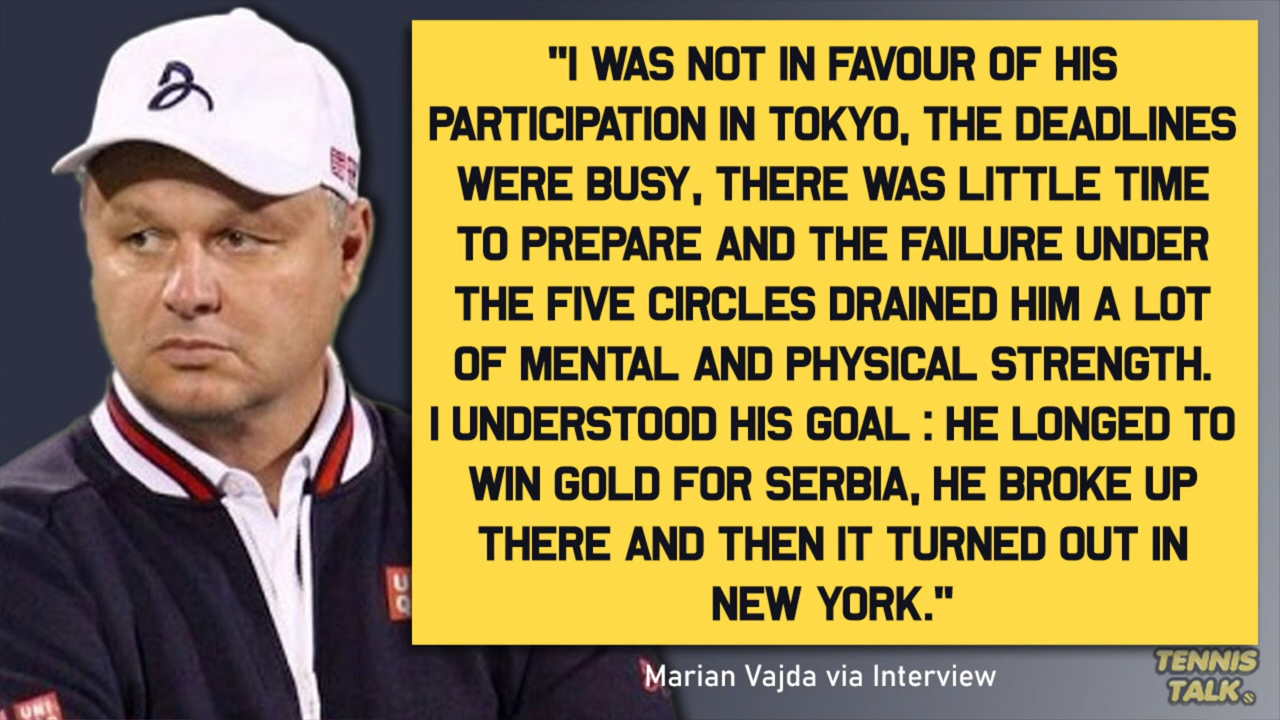 "I WAS NOT IN FAVOUR OF HIS
PARTICIPATION IN TOKYO, THE DEADLINES
WERE BUSY, THERE WAS LITTLE TIME
TO PREPARE AND THE FAILURE UNDER
THE FIVE CIRCLES DRAINED HIM A LOT
OF MENTAL AND PHYSICAL STRENGTH.
I UNDERSTOOD HIS GOAL : HE LONGED TO
WIN GOLD FOR SERBIA, HE BROKE UP
THERE AND THEN IT TURNED OUT IN
NEW YORK."
Marian Vajda via Interview
TENNIS
TALK
UNI